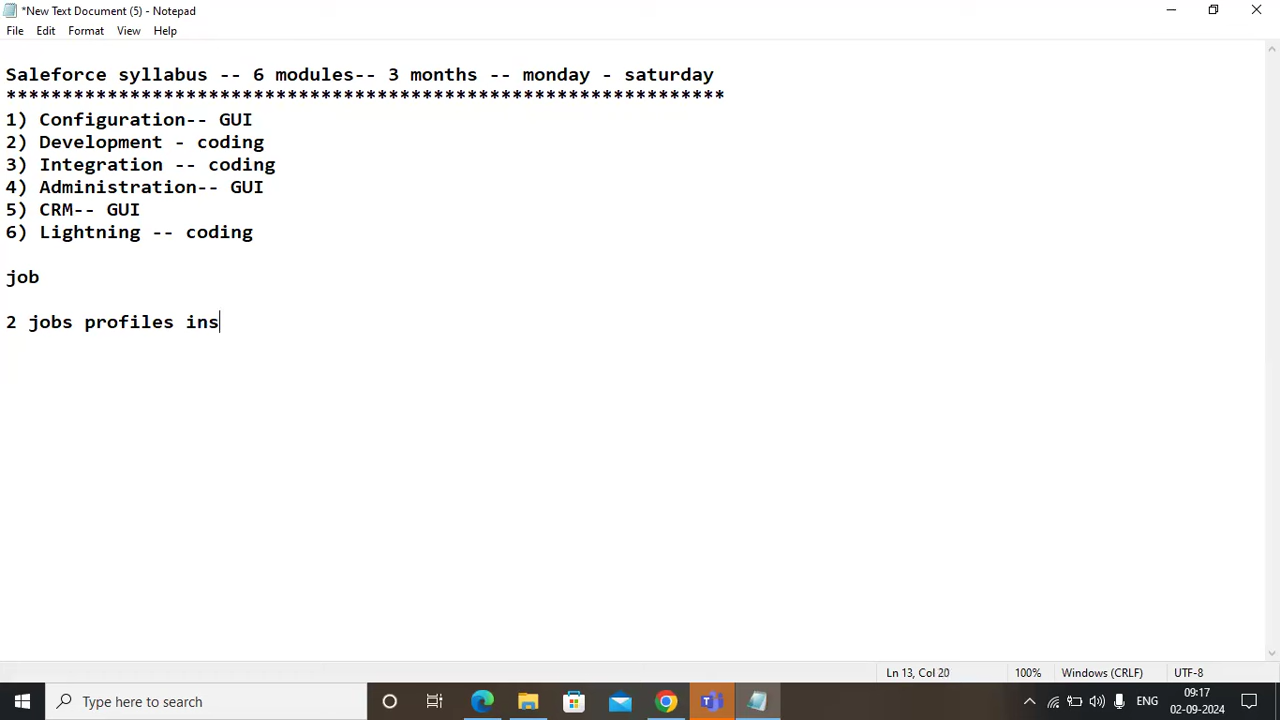 *New Text Document (5) - Notepad
File Edit Format View Help
Saleforce syllabus -- 6 modules-- 3 months -- monday - saturday
****************************************************************
1) Configuration-- GUI
2) Development - coding
3) Integration -- coding
4) Administration-- GUI
5) CRM-- GUI
6) Lightning -- coding
job
2 jobs profiles ins
Ln 13, Col 20 100% Windows (CRLF) UTF-8
Type here to search
ENG
09:17
02-09-2024